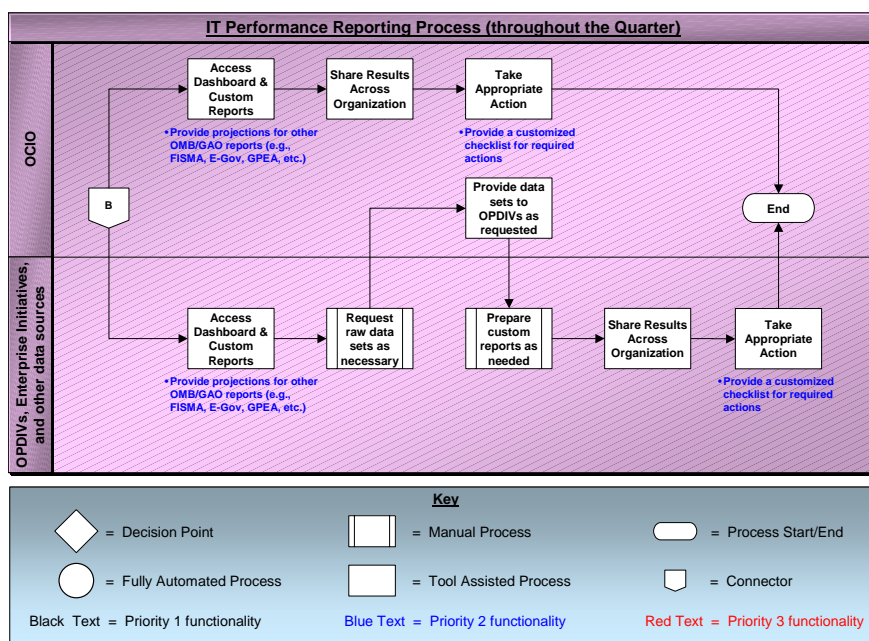 IT Performance Reporting Process (throughout the Quarter)
OCIO
Access
Dashboard &
Custom
Reports
Share Results
Across
Organization
Take
Appropriate
Action
•Provide projections for other
OMB/GAO reports (e.g.,
FISMA, E-Gov, GPEA, etc.)
•Provide a customized
checklist for required
actions
B
Provide data
sets to
OPDIVs as
requested
End
OPDIVs, Enterprise Initiatives,
and other data sources
Access
Dashboard &
Custom
Reports
Request
raw data
sets as
necessary
Prepare
custom
reports as
needed
Share Results
Across
Organization
Take
Appropriate
Action
•Provide projections for other
OMB/GAO reports (e.g.,
FISMA, E-Gov, GPEA, etc.)
•Provide a customized
checklist for required
actions
Key
= Decision Point
= Manual Process
= Process Start/End
= Fully Automated Process
= Tool Assisted Process
= Connector
Black Text = Priority 1 functionality
Blue Text = Priority 2 functionality
Red Text = Priority 3 functionality